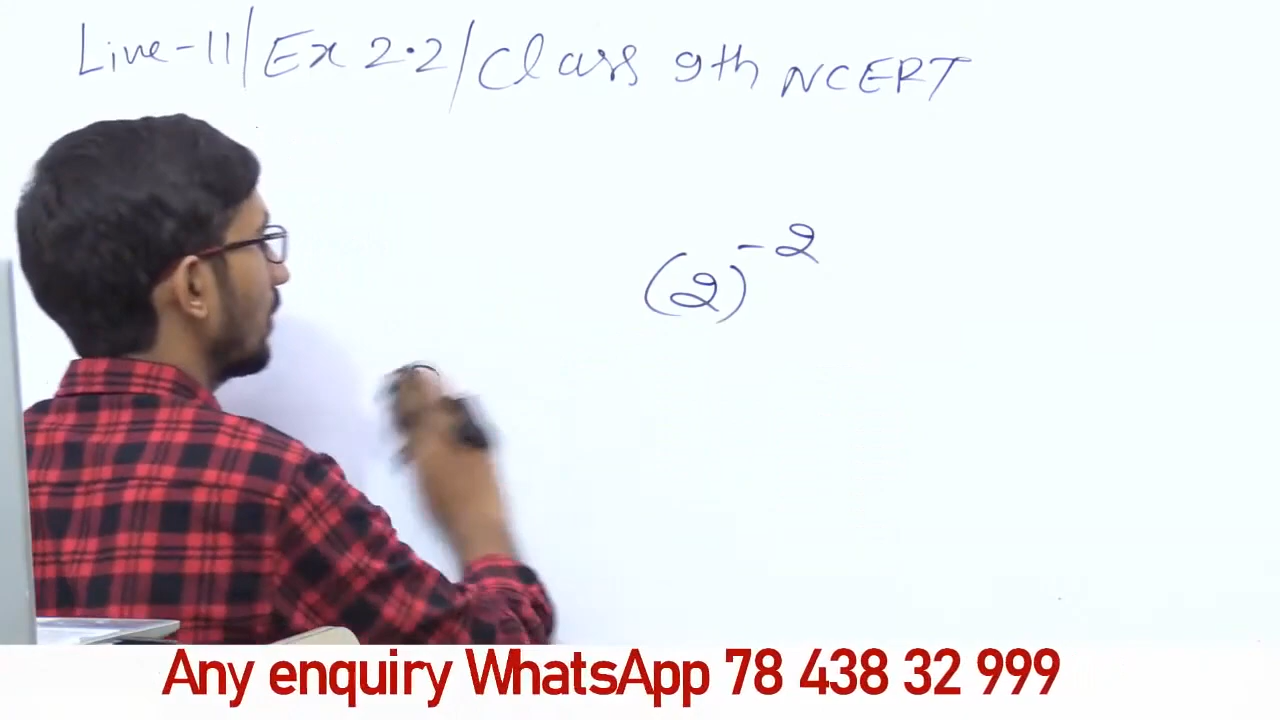 Live-11/Ex 2.2/Class 9th NCERT
(2)^-2
Any enquiry WhatsApp 78 438 32 999